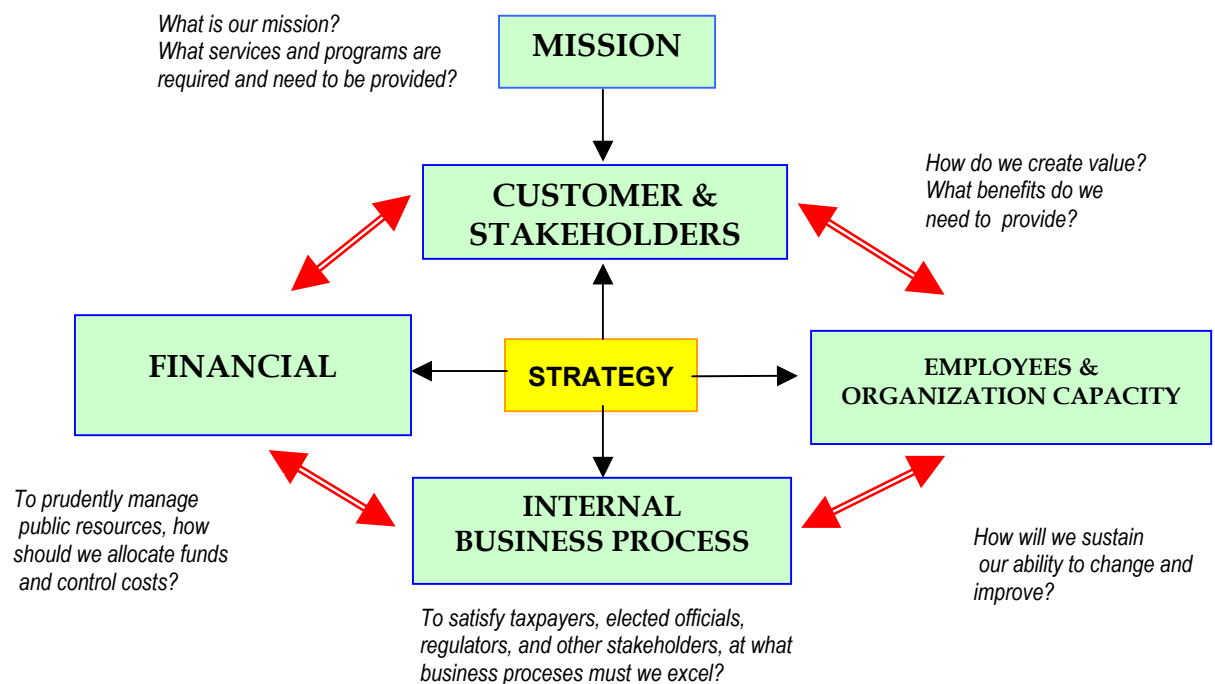 What is our mission?
What services and programs are
required and need to be provided?
MISSION
How do we create value?
What benefits do we
need to provide?
CUSTOMER &
STAKEHOLDERS
FINANCIAL
STRATEGY
EMPLOYEES &
ORGANIZATION CAPACITY
To prudently manage
public resources, how
should we allocate funds
and control costs?
INTERNAL
BUSINESS PROCESS
How will we sustain
our ability to change and
improve?
To satisfy taxpayers, elected officials,
regulators, and other stakeholders, at what
business proceses must we excel?